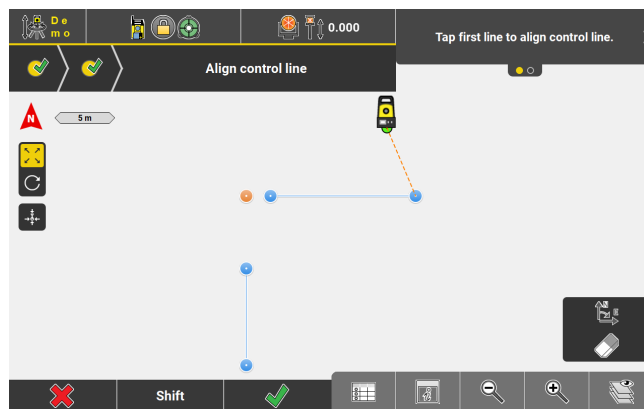 De
mo
0.000
Tap first line to align control line.
Align control line
N
5 m
N
E
Shift